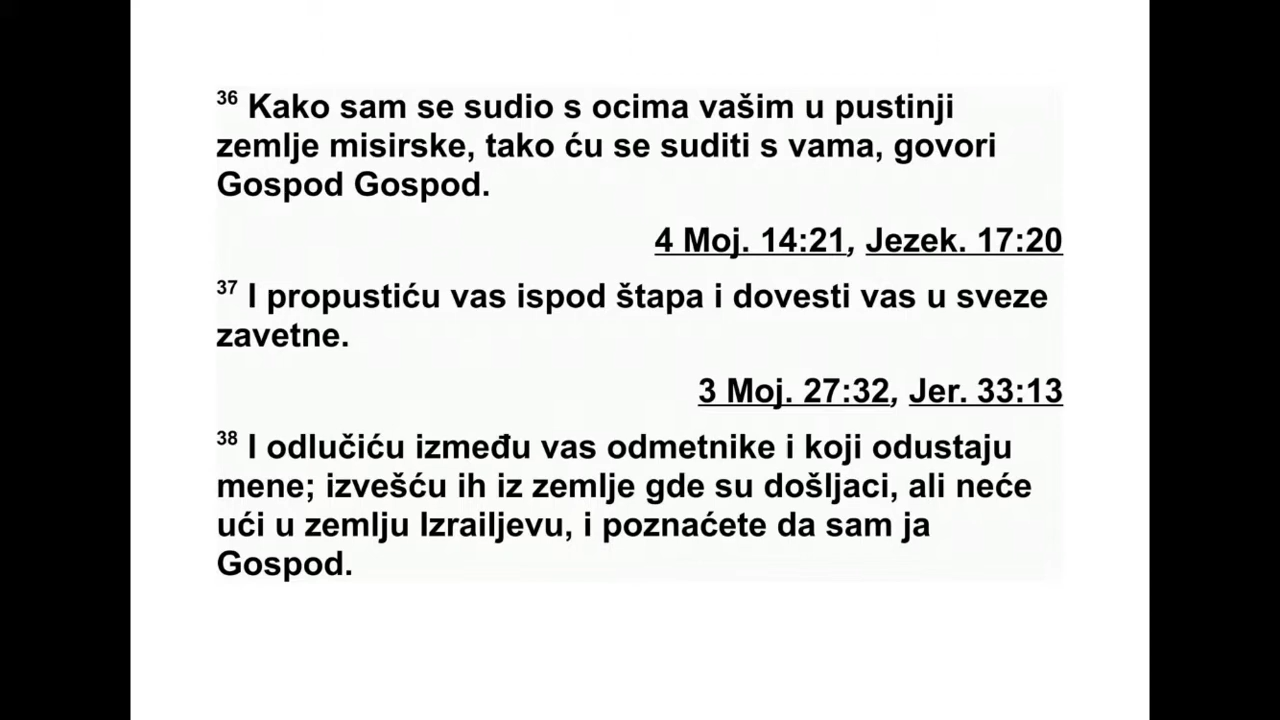 36 Kako sam se sudio s ocima vašim u pustinji
zemlje misirske, tako ću se suditi s vama, govori
Gospod Gospod.
4 Moj. 14:21, Jezek. 17:20
37 I propustiću vas ispod štapa i dovesti vas u sveze
zavetne.
3 Moj. 27:32, Jer. 33:13
38 I odlučiću između vas odmetnike i koji odustaju
mene; izvešću ih iz zemlje gde su došljaci, ali neće
ući u zemlju Izrailjevu, i poznaćete da sam ja
Gospod.